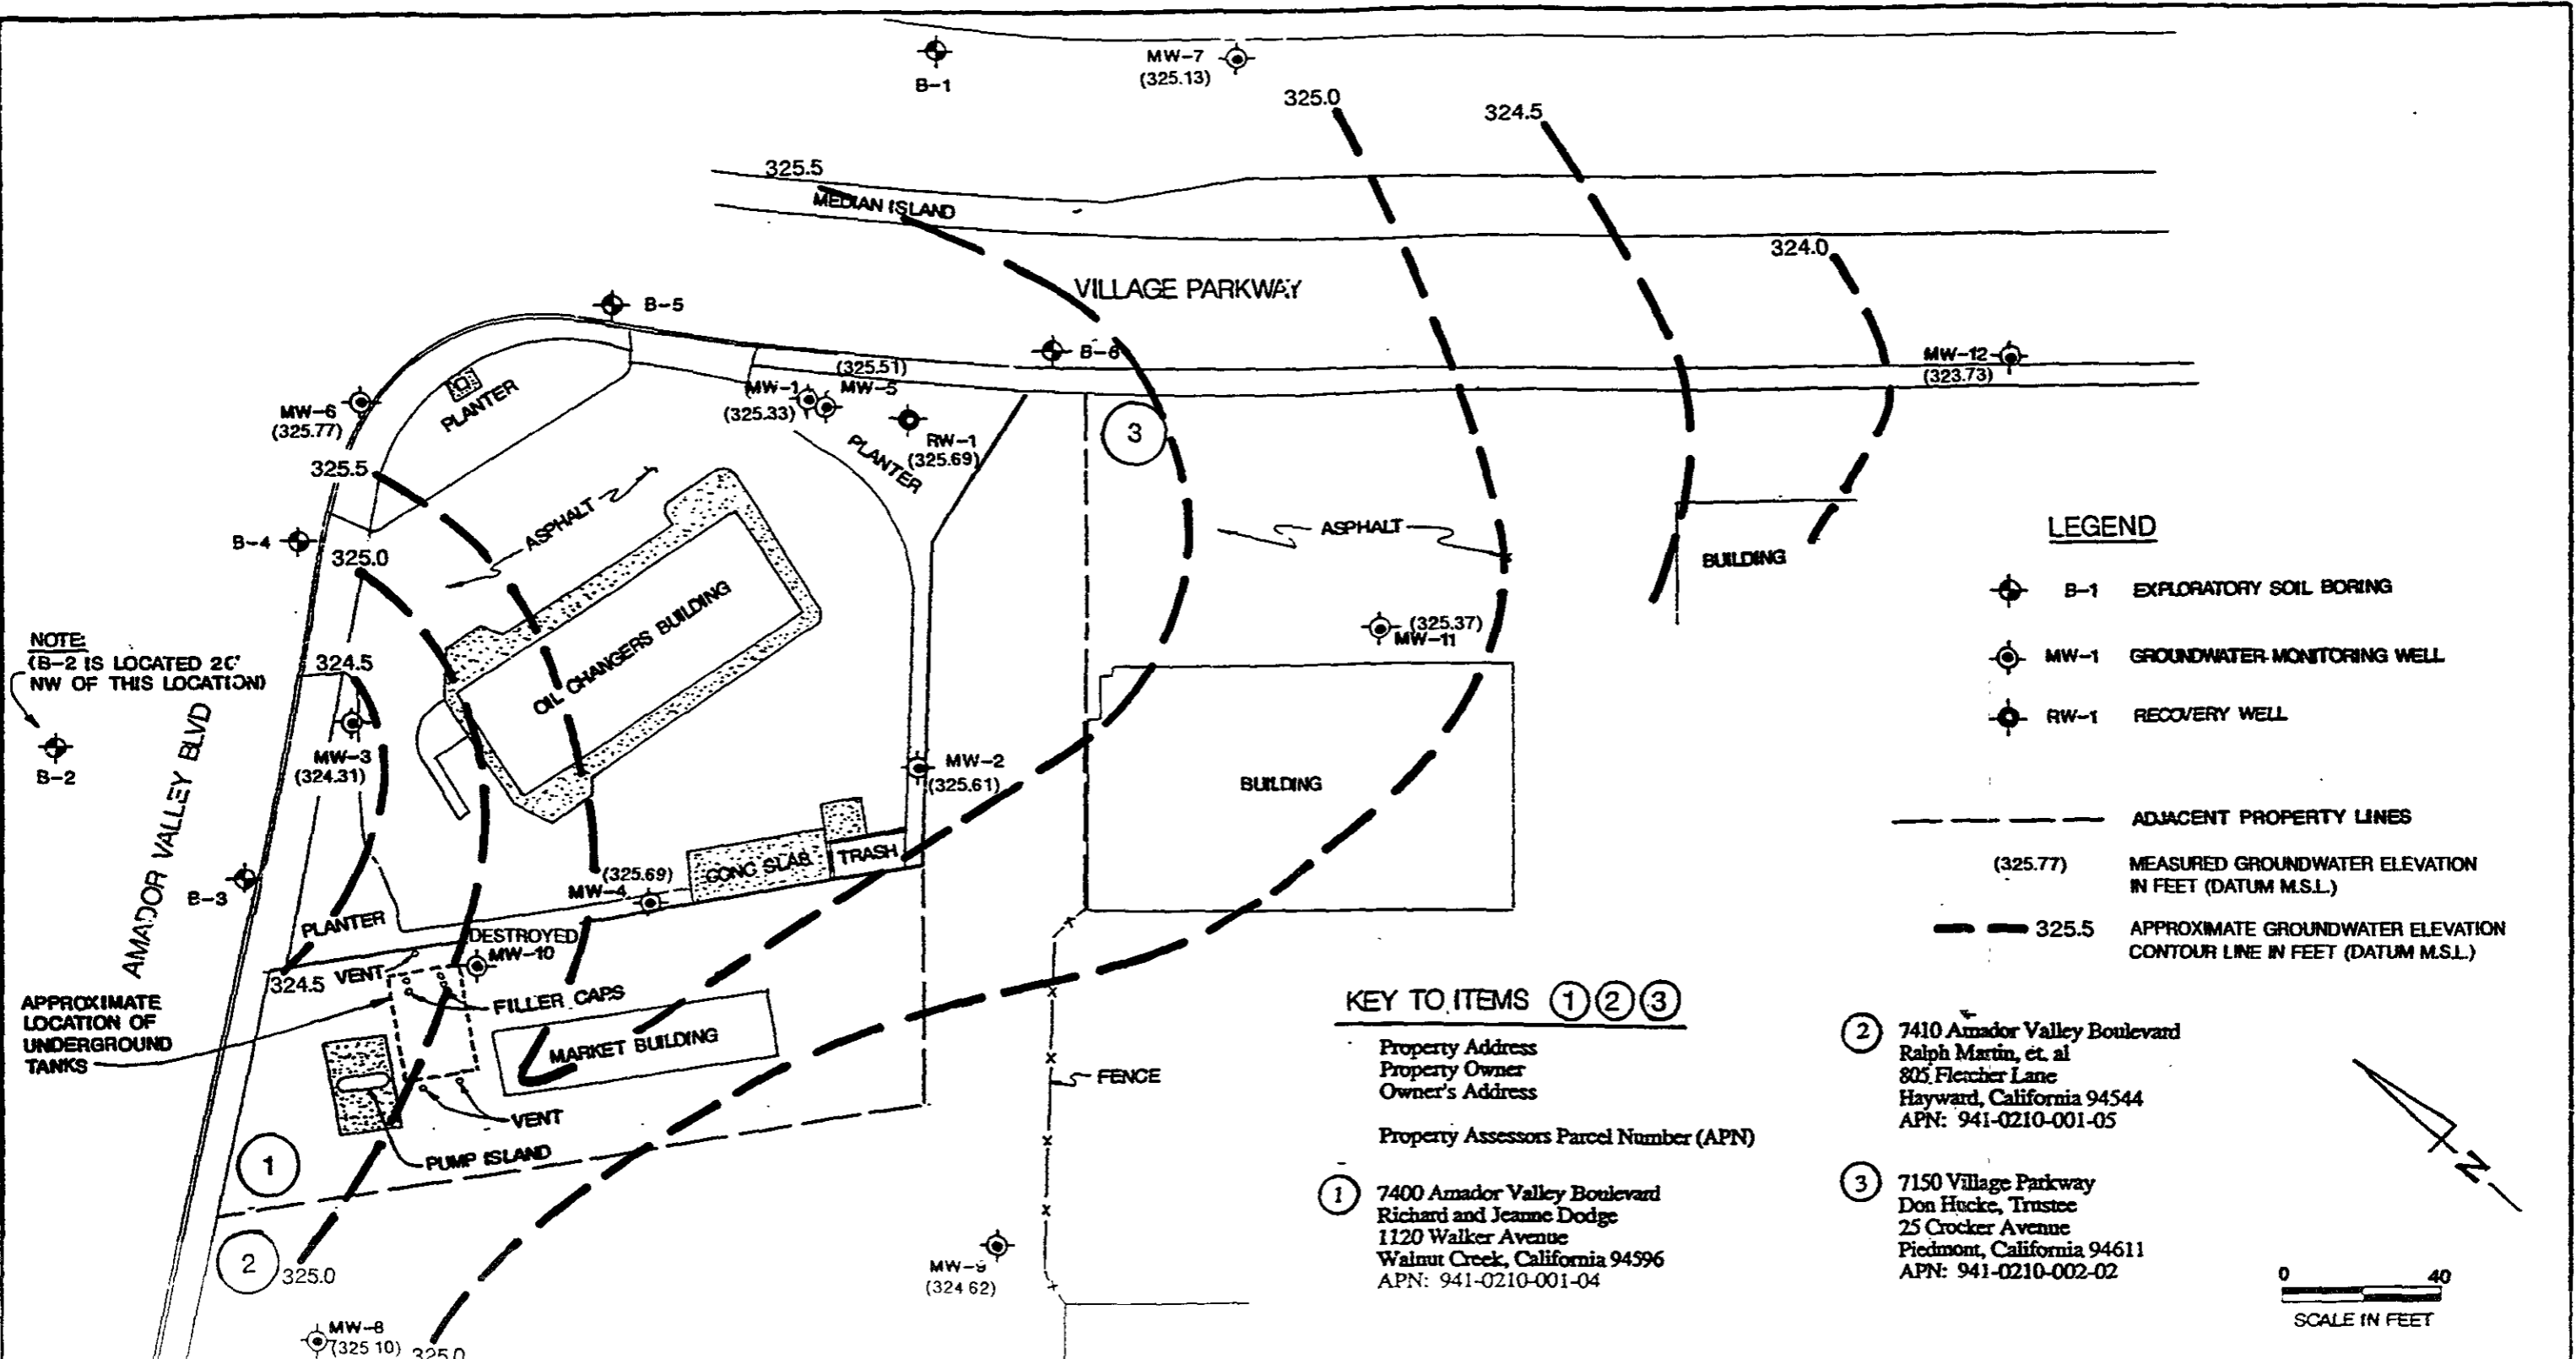 MW-7
(325.13)
B-1
325.0
324.5
325.5
MEDIAN ISLAND
324.0
VILLAGE PARKWAY
B-5
B-6
MW-12
(323.73)
(325.51)
MW-1
MW-5
(325.33)
PLANTER
MW-6
(325.77)
RW-1
(325.69)
PLANTER
3
325.5
ASPHALT
ASPHALT
B-4
325.0
BUILDING
LEGEND
B-1 EXPLORATORY SOIL BORING
MW-1 GROUNDWATER MONITORING WELL
RW-1 RECOVERY WELL
ADJACENT PROPERTY LINES
(325.77) MEASURED GROUNDWATER ELEVATION
IN FEET (DATUM M.S.L.)
325.5 APPROXIMATE GROUNDWATER ELEVATION
CONTOUR LINE IN FEET (DATUM M.S.L.)
OIL CHANGERS BUILDING
(325.37)
MW-11
NOTE:
(B-2 IS LOCATED 20'
NW OF THIS LOCATION)
324.5
AMADOR VALLEY BLVD
B-2
MW-3
(324.31)
MW-2
(325.61)
BUILDING
CONC SLAB
TRASH
(325.69)
MW-4
B-3
PLANTER
DESTROYED
MW-10
324.5
VENT
FILLER CAPS
APPROXIMATE
LOCATION OF
UNDERGROUND
TANKS
MARKET BUILDING
FENCE
VENT
PUMP ISLAND
1
2
325.0
MW-9
(324.62)
MW-8
(325.10)
325.0
KEY TO ITEMS 1 2 3
Property Address
Property Owner
Owner's Address
Property Assessors Parcel Number (APN)
1 7400 Amador Valley Boulevard
Richard and Jeanne Dodge
1120 Walker Avenue
Walnut Creek, California 94596
APN: 941-0210-001-04
2 7410 Amador Valley Boulevard
Ralph Martin, et. al
805 Fletcher Lane
Hayward, California 94544
APN: 941-0210-001-05
3 7150 Village Parkway
Don Hucke, Trustee
25 Crocker Avenue
Piedmont, California 94611
APN: 941-0210-002-02
N
0 40
SCALE IN FEET